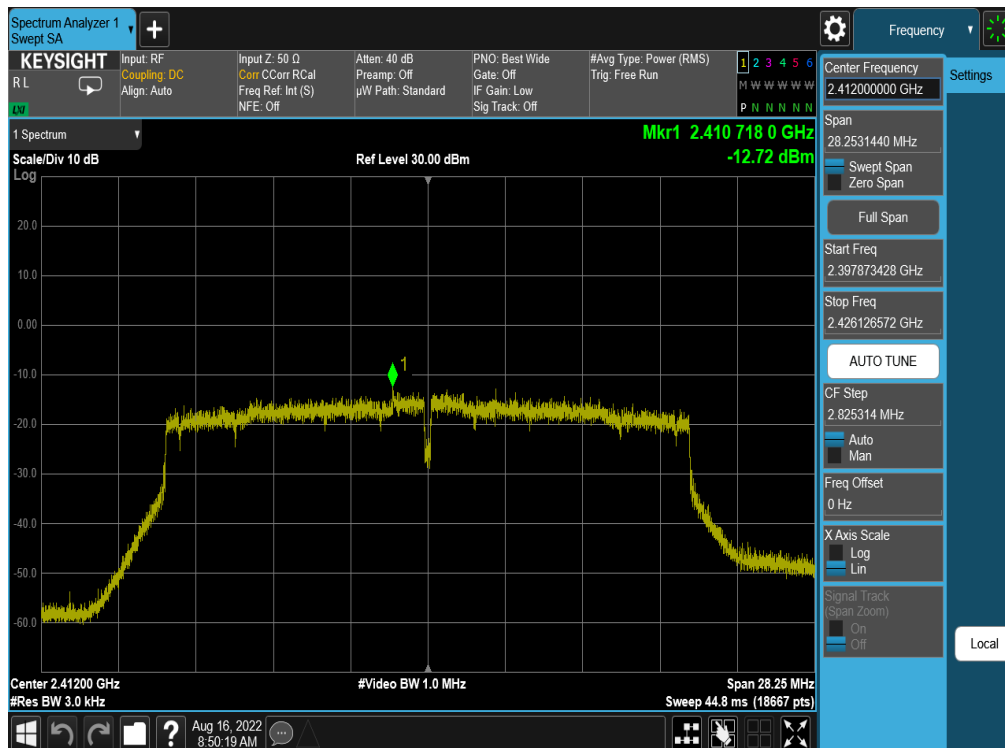 Spectrum Analyzer 1
Swept SA
Frequency
KEYSIGHT
R L
LXI
Input: RF
Coupling: DC
Align: Auto
Input Z: 50 Ω
Corr CCorr RCal
Freq Ref: Int (S)
NFE: Off
Atten: 40 dB
Preamp: Off
µW Path: Standard
PNO: Best Wide
Gate: Off
IF Gain: Low
Sig Track: Off
#Avg Type: Power (RMS)
Trig: Free Run
1 2 3 4 5 6
M W W W W W
P N N N N N
1 Spectrum
Scale/Div 10 dB
Log
Ref Level 30.00 dBm
Mkr1 2.410 718 0 GHz
-12.72 dBm
20.0
10.0
0.00
-10.0
-20.0
-30.0
-40.0
-50.0
-60.0
1
Center 2.41200 GHz
#Res BW 3.0 kHz
#Video BW 1.0 MHz
Span 28.25 MHz
Sweep 44.8 ms (18667 pts)
Center Frequency
2.412000000 GHz
Settings
Span
28.2531440 MHz
Swept Span
Zero Span
Full Span
Start Freq
2.397873428 GHz
Stop Freq
2.426126572 GHz
AUTO TUNE
CF Step
2.825314 MHz
Auto
Man
Freq Offset
0 Hz
X Axis Scale
Log
Lin
Signal Track
(Span Zoom)
On
Off
Local
?
Aug 16, 2022
8:50:19 AM